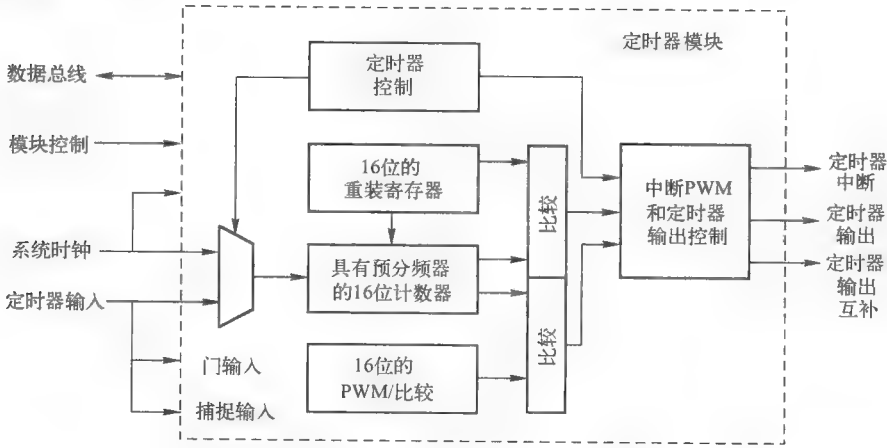 定时器模块
数据总线
定时器
控制
模块控制
16位的
重装寄存器
比较
中断PWM
和定时器
输出控制
定时器
中断
定时器
输出
定时器
输出
互补
系统时钟
具有预分频器
的16位计数器
定时器输入
比较
门输入
16位的
PWM/比较
捕捉输入